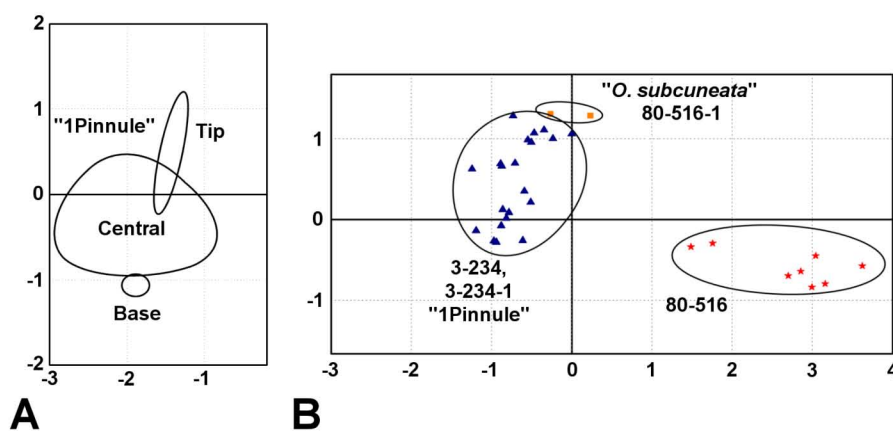 2
1
0
-1
-2
-3
-2
-1
"1Pinnule"
Tip
Central
Base
A
1
0
-1
-3
-2
-1
0
1
2
3
4
"O. subcuneata"
80-516-1
3-234,
3-234-1
"1Pinnule"
80-516
B